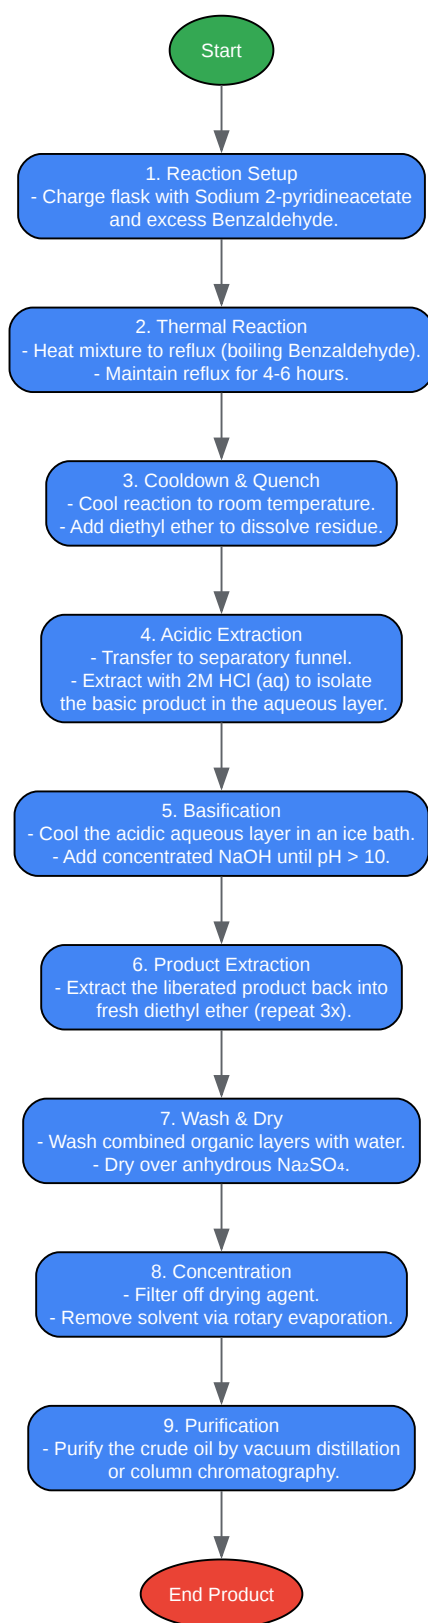 Start
1. Reaction Setup
- Charge flask with Sodium 2-pyridineacetate
and excess Benzaldehyde.
2. Thermal Reaction
- Heat mixture to reflux (boiling Benzaldehyde).
- Maintain reflux for 4-6 hours.
3. Cooldown & Quench
- Cool reaction to room temperature.
- Add diethyl ether to dissolve residue.
4. Acidic Extraction
- Transfer to separatory funnel.
- Extract with 2M HCl (aq) to isolate
the basic product in the aqueous layer.
5. Basification
- Cool the acidic aqueous layer in an ice bath.
- Add concentrated NaOH until pH > 10.
6. Product Extraction
- Extract the liberated product back into
fresh diethyl ether (repeat 3x).
7. Wash & Dry
- Wash combined organic layers with water.
- Dry over anhydrous Na₂SO₄.
8. Concentration
- Filter off drying agent.
- Remove solvent via rotary evaporation.
9. Purification
- Purify the crude oil by vacuum distillation
or column chromatography.
End Product